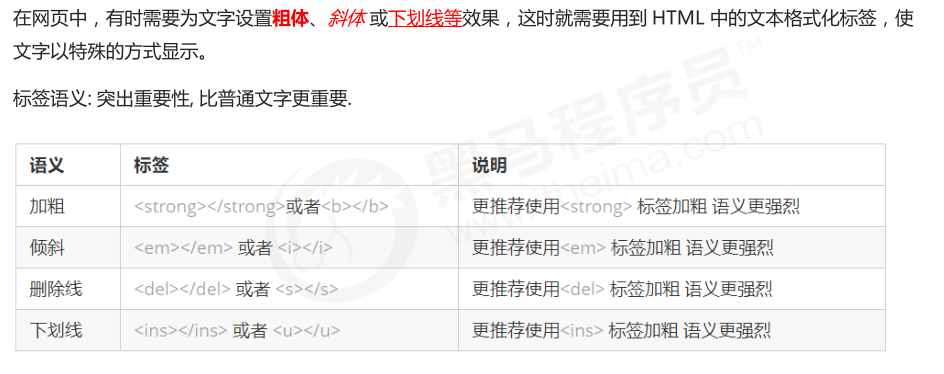 在网页中，有时需要为文字设置粗体、斜体 或下划线等效果，这时就需要用到 HTML 中的文本格式化标签，使
文字以特殊的方式显示。
标签语义: 突出重要性, 比普通文字更重要.
语义 标签 说明
加粗 <strong></strong>或者<b></b> 更推荐使用<strong> 标签加粗 语义更强烈
倾斜 <em></em> 或者 <i></i> 更推荐使用<em> 标签加粗 语义更强烈
删除线 <del></del> 或者 <s></s> 更推荐使用<del> 标签加粗 语义更强烈
下划线 <ins></ins> 或者 <u></u> 更推荐使用<ins> 标签加粗 语义更强烈
黑马程序员™
www.itheima.com